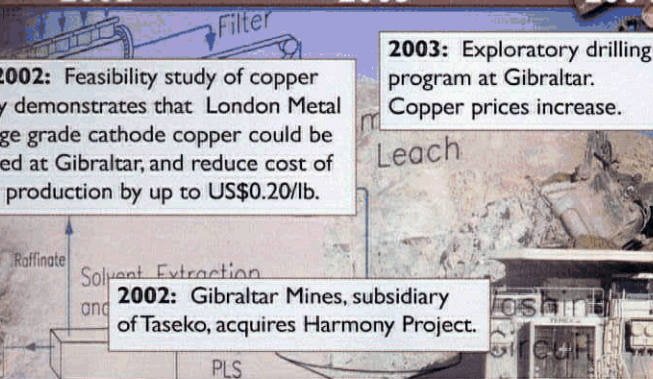 Filter
2002: Feasibility study of copper
demonstrates that London Metal
grade cathode copper could be
at Gibraltar, and reduce cost of
production by up to US$0.20/lb.
2003: Exploratory drilling
program at Gibraltar.
Copper prices increase.
Leach
Raffinate
Solvent Extraction
and
2002: Gibraltar Mines, subsidiary
of Taseko, acquires Harmony Project.
Circuit
PLS